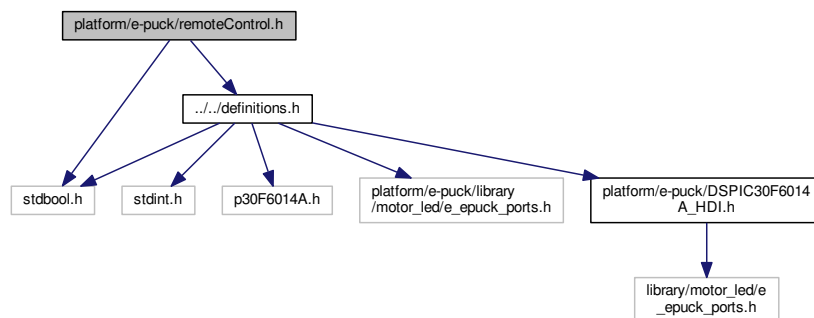 platform/e-puck/remoteControl.h
../../definitions.h
stdbool.h
stdint.h
p30F6014A.h
platform/e-puck/library
/motor_led/e_epuck_ports.h
platform/e-puck/DSPIC30F6014
A_HDI.h
library/motor_led/e
_epuck_ports.h